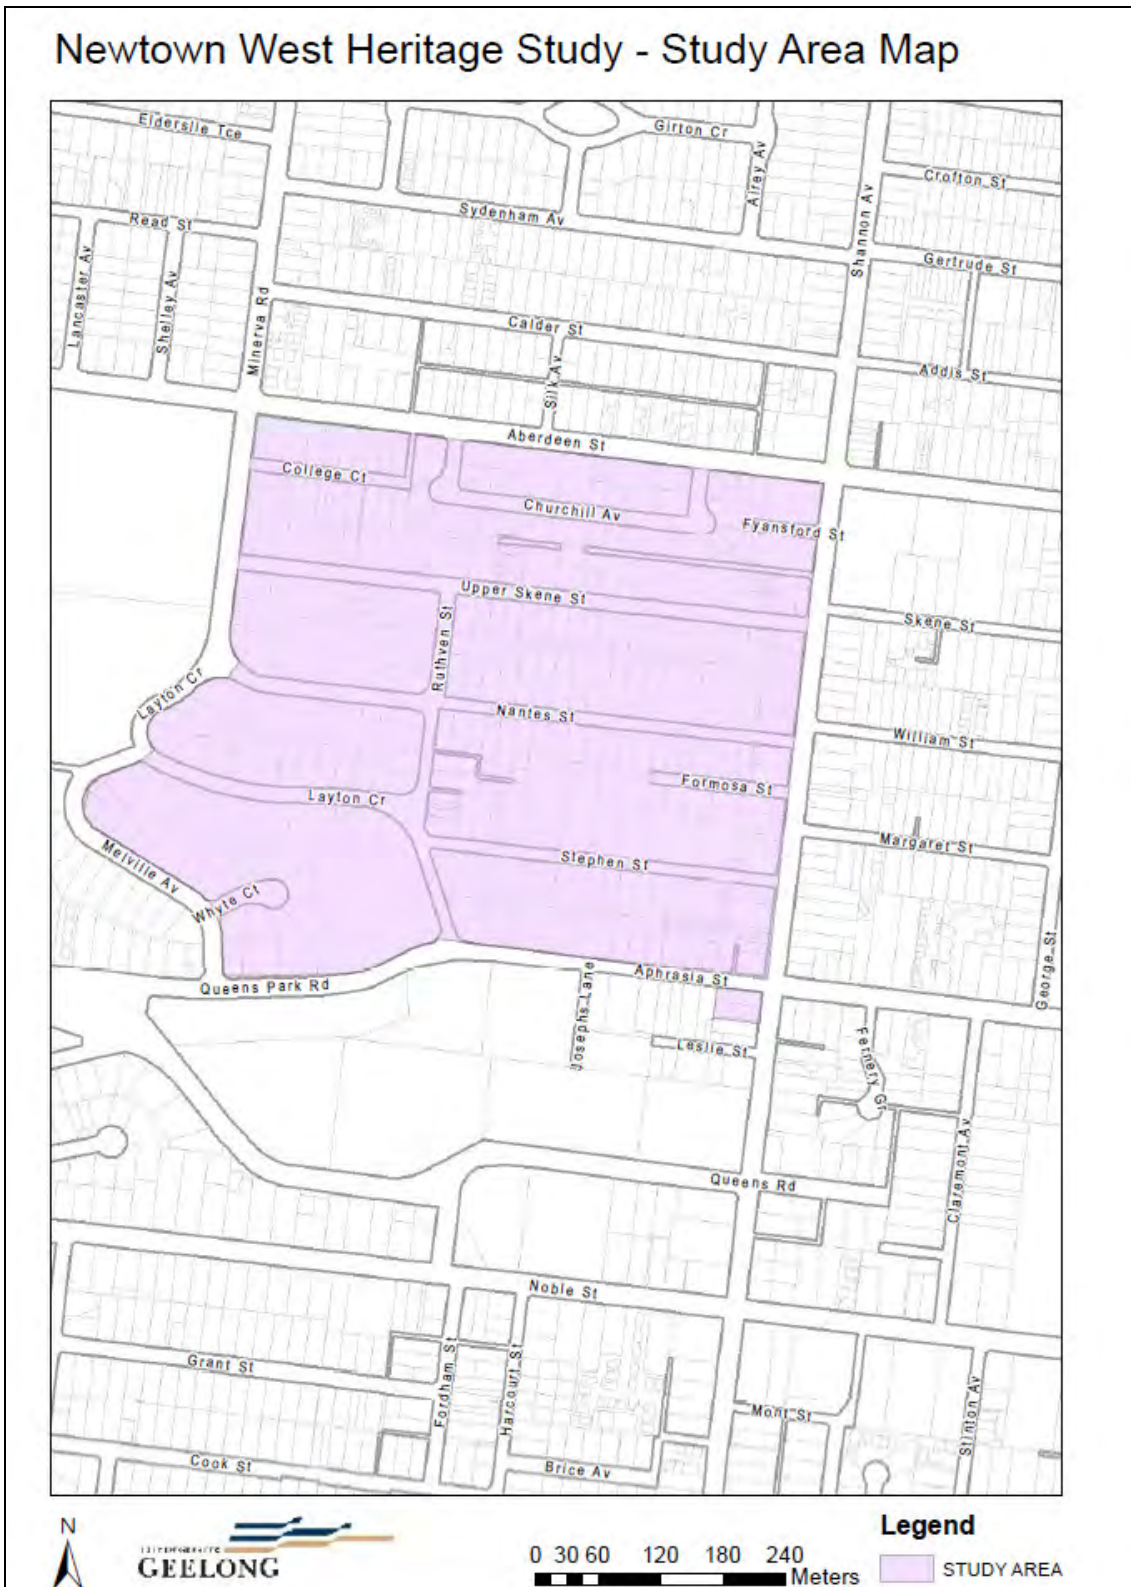 Newtown West Heritage Study - Study Area Map
Elderslie Tce
Girton Cr
Airey Av
Crofton St
Read St
Sydenham Av
Shannon Av
Gertrude St
Lancaster Av
Shelley Av
Minerva Rd
Calder St
Silk Av
Addis St
Aberdeen St
College Ct
Churchill Av
Fyansford St
Upper Skene St
Skene St
Ruthven St
Layton Cr
Nantes St
William St
Formosa St
Layton Cr
Margaret St
Stephen St
Melville Av
Whyte Ct
George St
Aphrasia St
Queens Park Rd
Josephs Lane
Leslie St
Fernery Gr
Claremont Av
Queens Rd
Noble St
Grant St
Fordham St
Harcourt St
Mont St
Stinton Av
Cook St
Brice Av
N
GEELONG
0 30 60 120 180 240
Meters
Legend
STUDY AREA